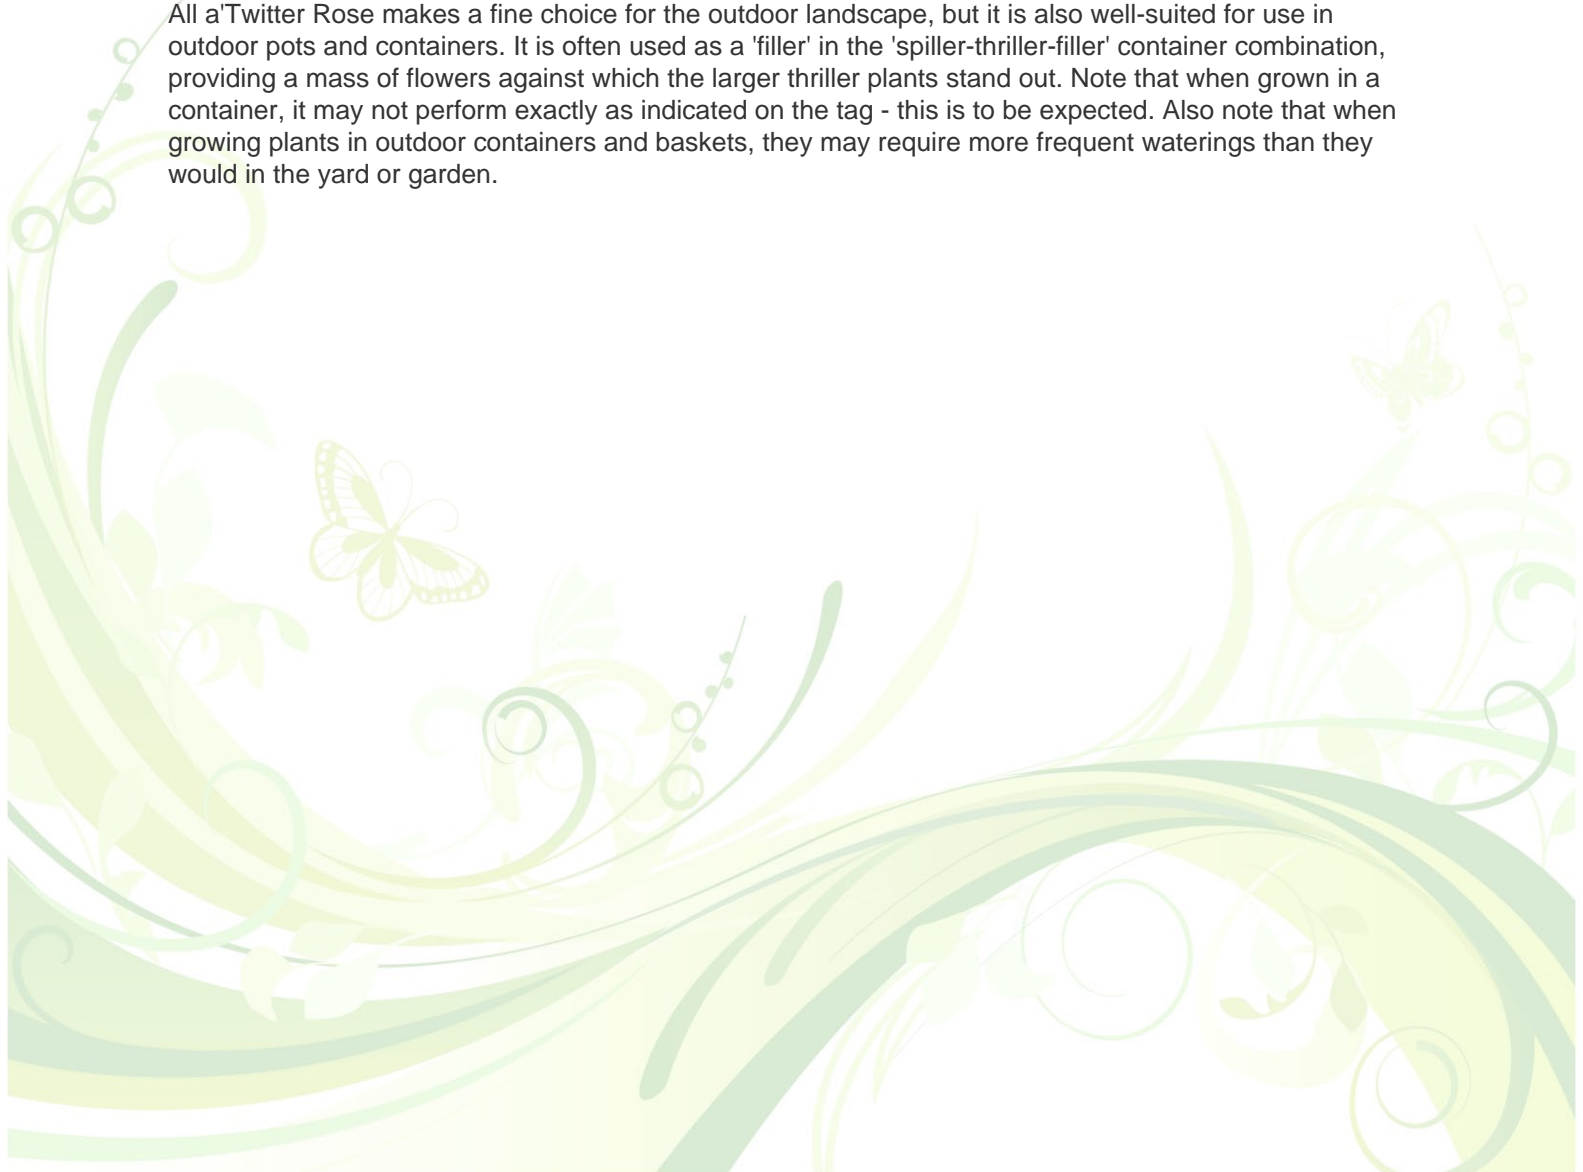 All a'Twitter Rose makes a fine choice for the outdoor landscape, but it is also well-suited for use in
outdoor pots and containers. It is often used as a 'filler' in the 'spiller-thriller-filler' container combination,
providing a mass of flowers against which the larger thriller plants stand out. Note that when grown in a
container, it may not perform exactly as indicated on the tag - this is to be expected. Also note that when
growing plants in outdoor containers and baskets, they may require more frequent waterings than they
would in the yard or garden.